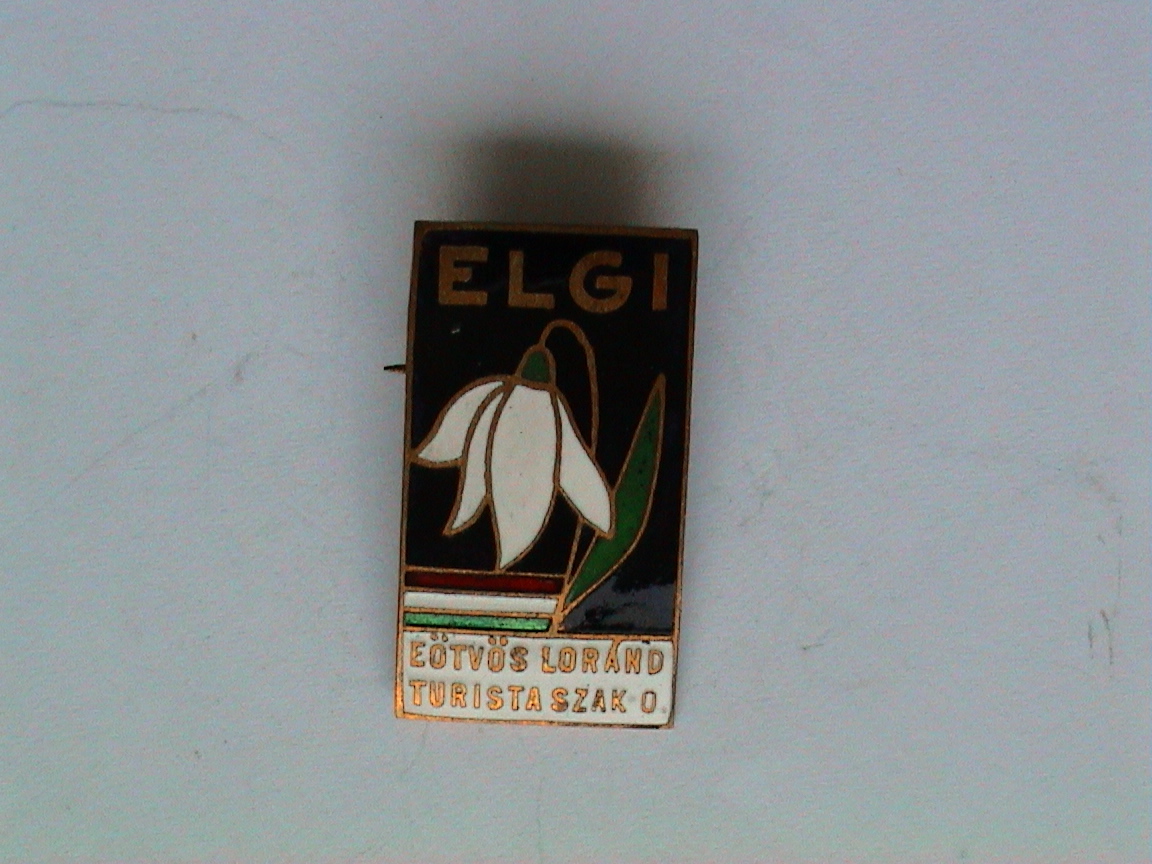 ELGI
EÖTVÖS LORÁND
TURISTA SZAK O.